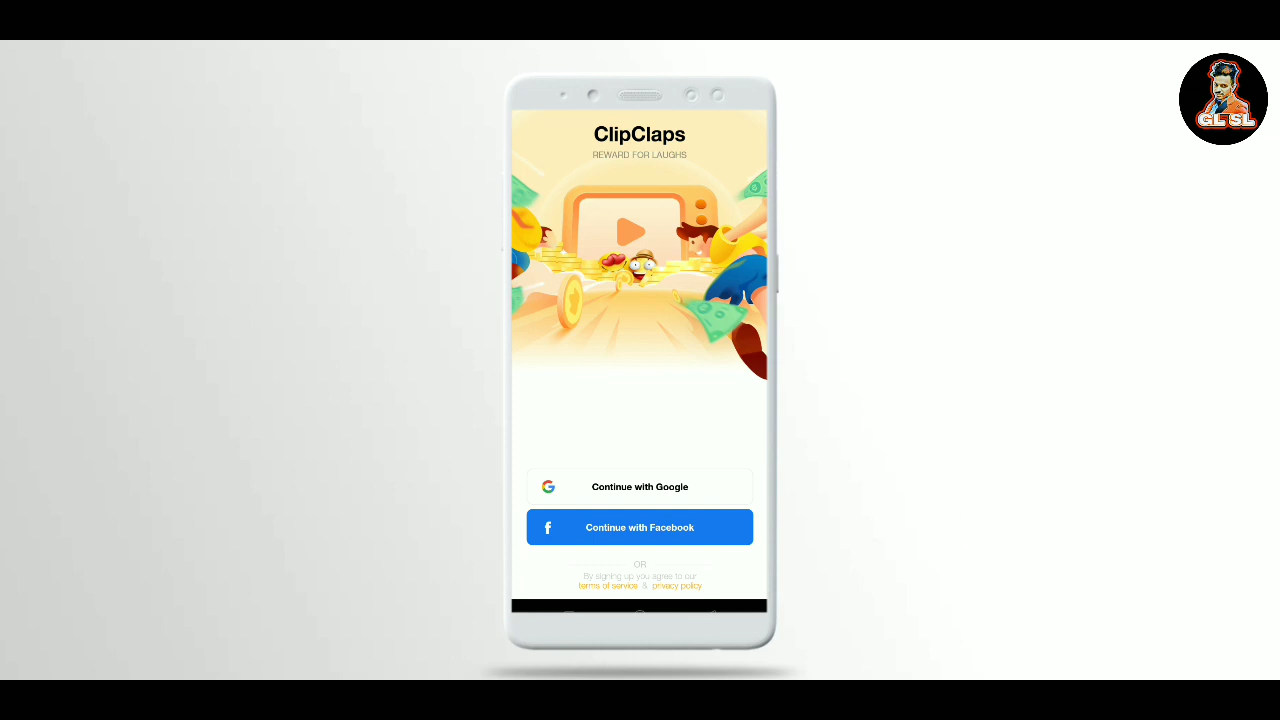 ClipClaps
REWARD FOR LAUGHS
GL SL
Continue with Google
f Continue with Facebook
OR
By signing up you agree to our
terms of service & privacy policy